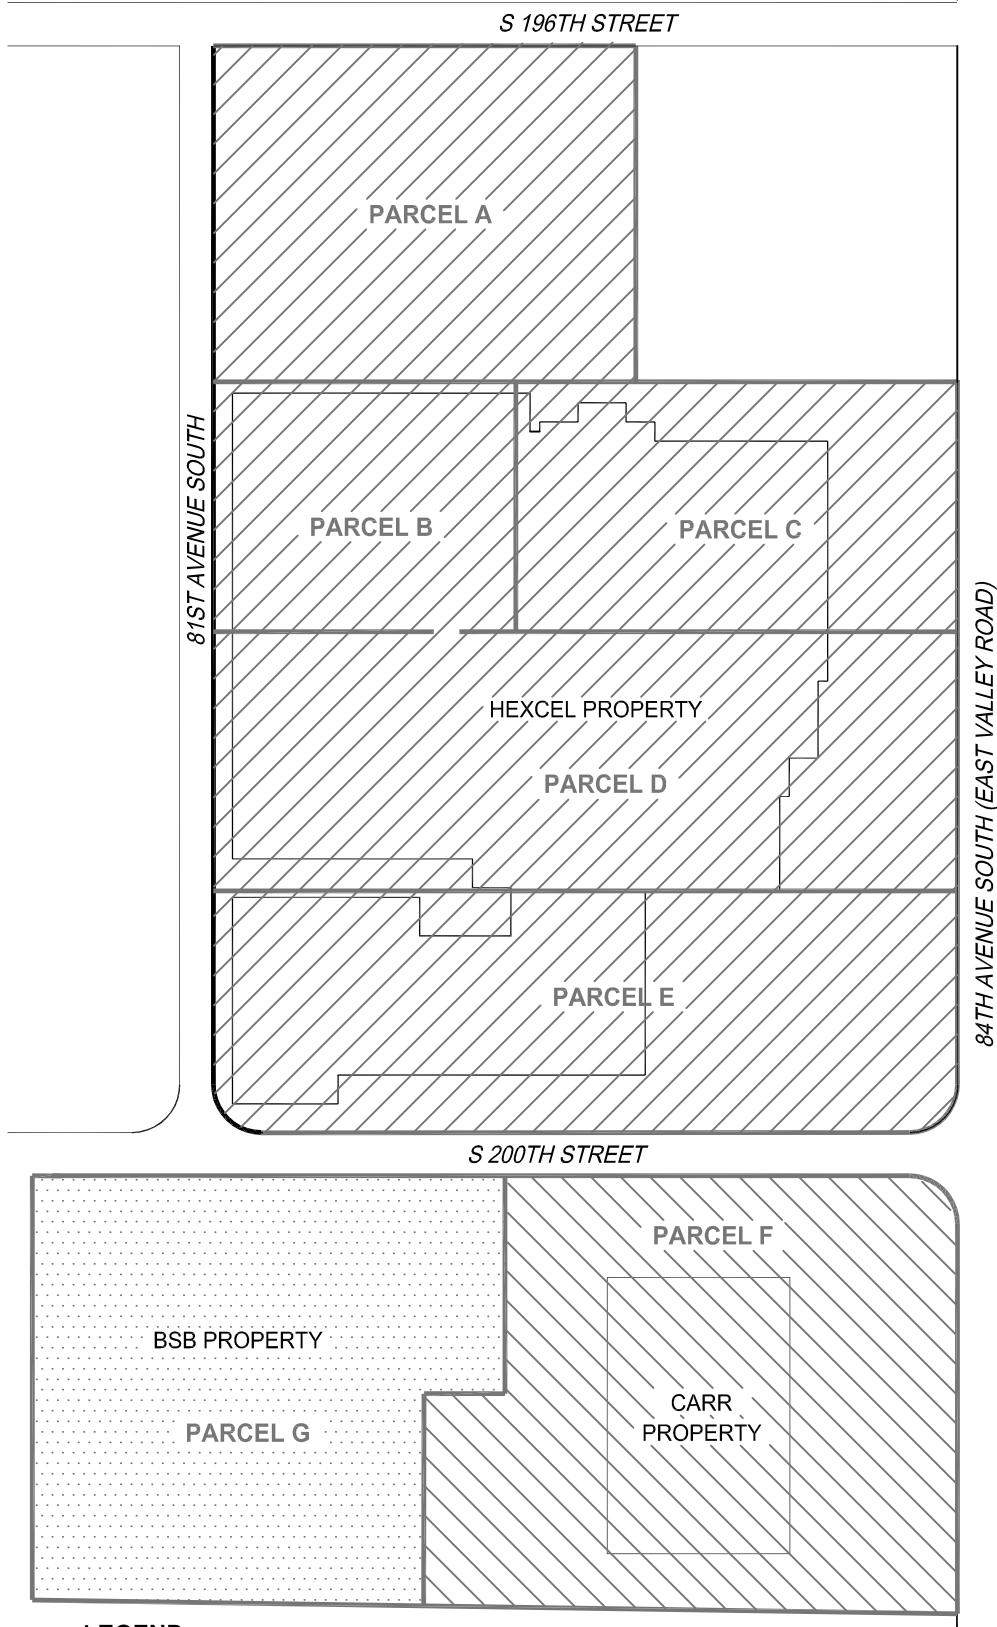 S 196TH STREET
PARCEL A
81ST AVENUE SOUTH
PARCEL B
PARCEL C
84TH AVENUE SOUTH (EAST VALLEY ROAD)
HEXCEL PROPERTY
PARCEL D
PARCEL E
S 200TH STREET
PARCEL F
BSB PROPERTY
CARR
PROPERTY
PARCEL G
LEGEND